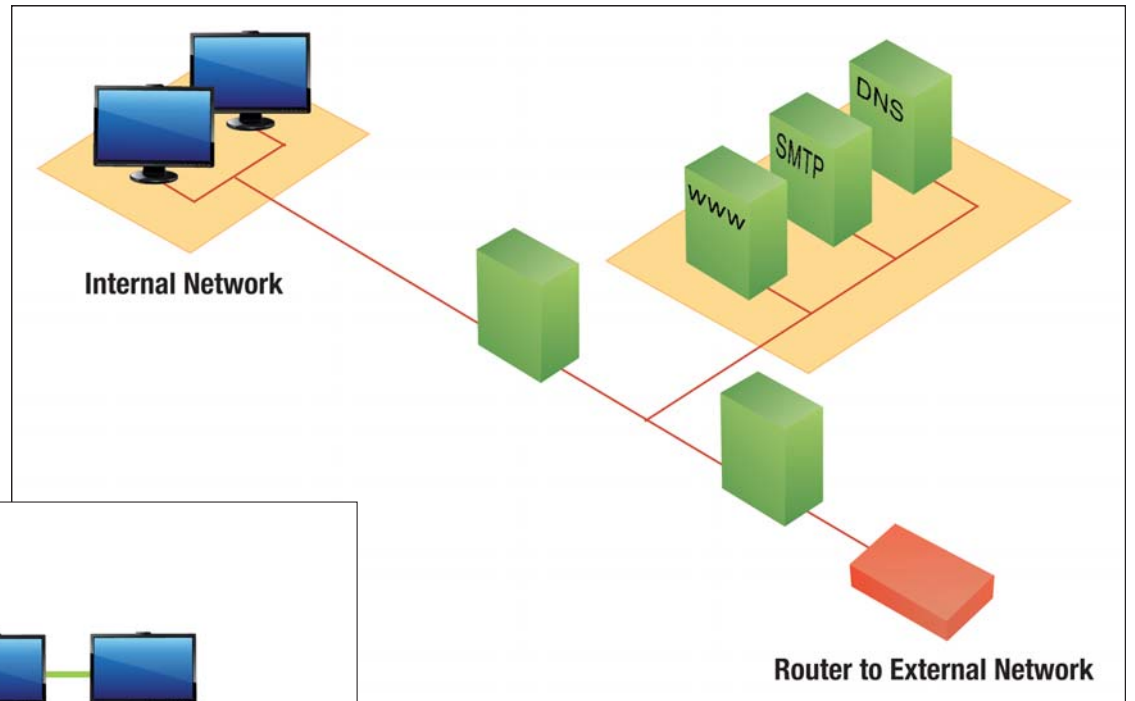 DNS
SMTP
www
Internal Network
Router to External Network